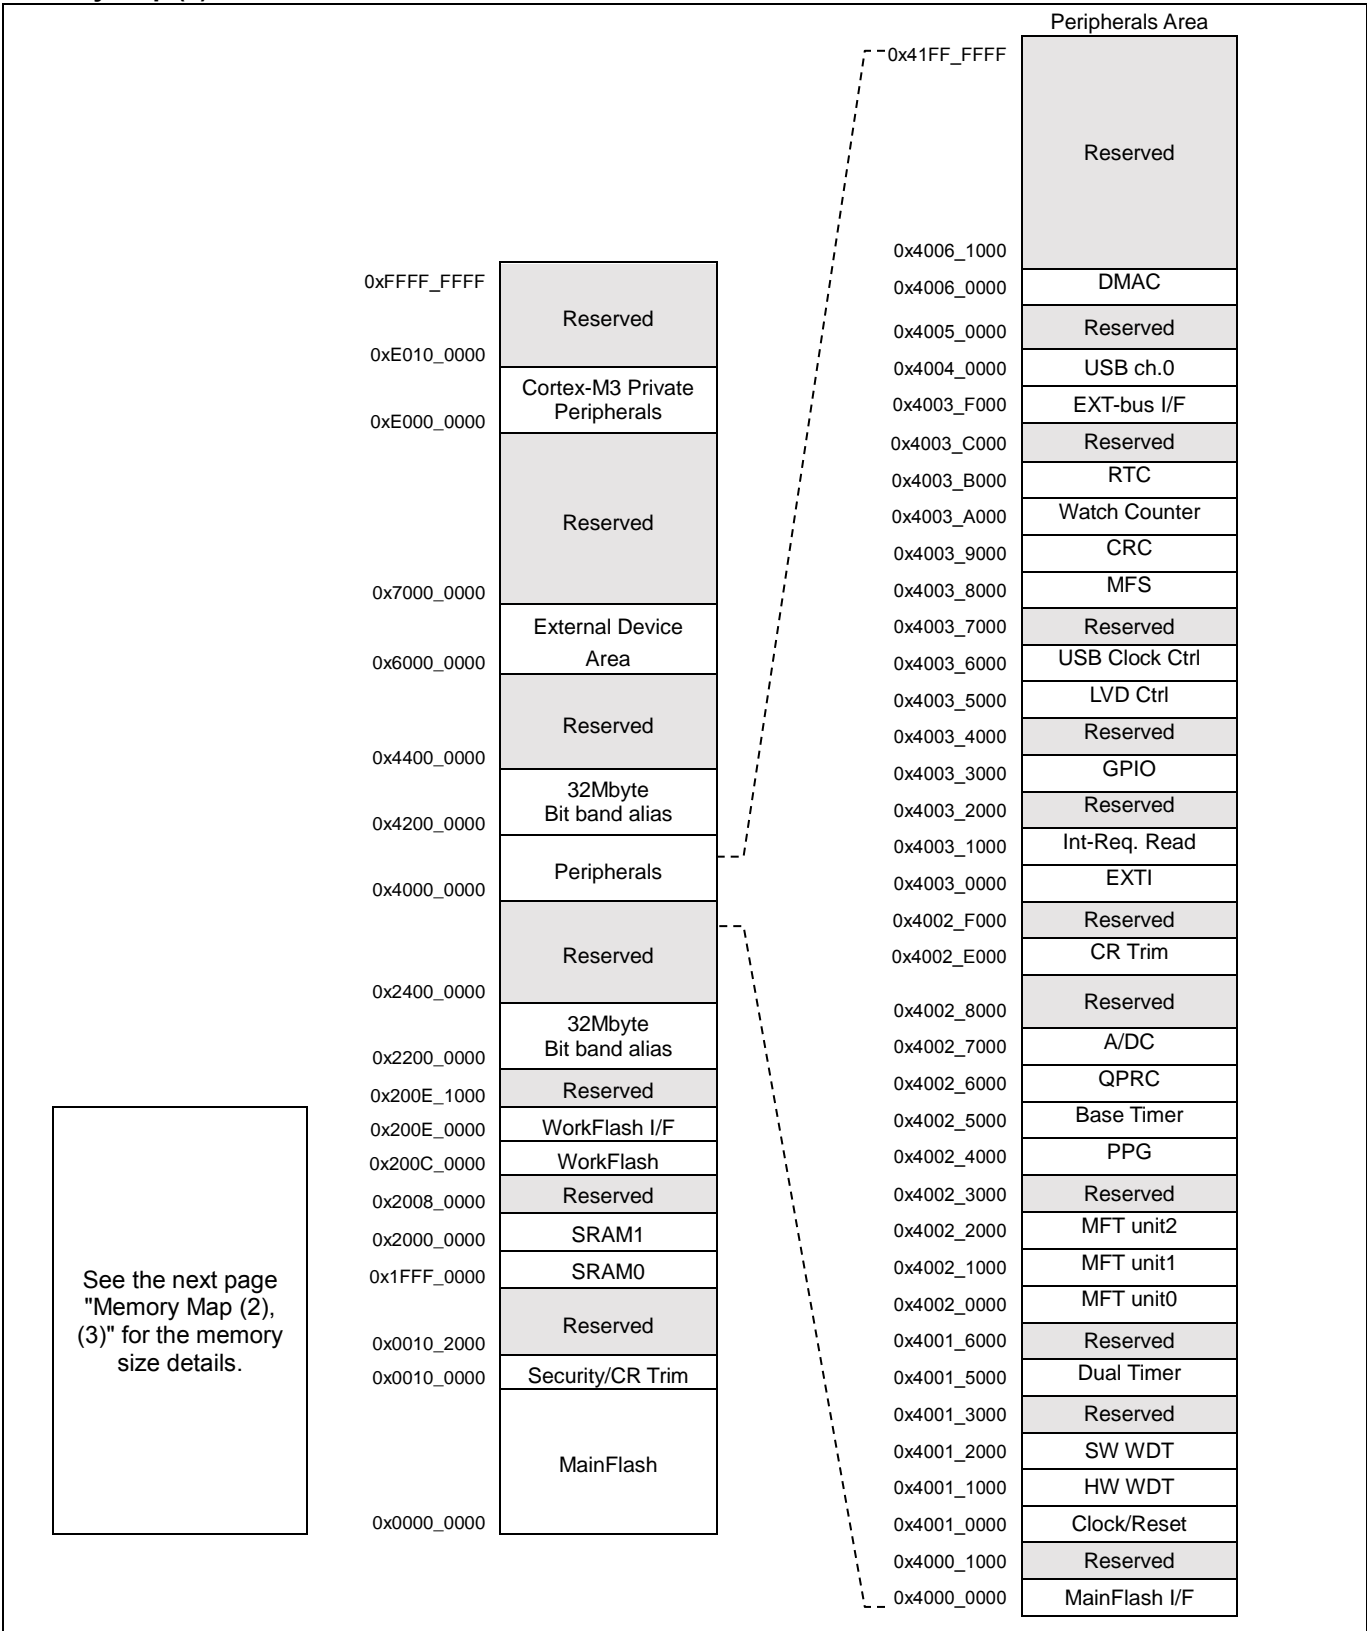 Peripherals Area
0x41FF_FFFF
Reserved
0x4006_1000
0x4006_0000 DMAC
0x4005_0000 Reserved
0x4004_0000 USB ch.0
0x4003_F000 EXT-bus I/F
0x4003_C000 Reserved
0x4003_B000 RTC
0x4003_A000 Watch Counter
0x4003_9000 CRC
0x4003_8000 MFS
0x4003_7000 Reserved
0x4003_6000 USB Clock Ctrl
0x4003_5000 LVD Ctrl
0x4003_4000 Reserved
0x4003_3000 GPIO
0x4003_2000 Reserved
0x4003_1000 Int-Req. Read
0x4003_0000 EXTI
0x4002_F000 Reserved
0x4002_E000 CR Trim
0x4002_8000 Reserved
0x4002_7000 A/DC
0x4002_6000 QPRC
0x4002_5000 Base Timer
0x4002_4000 PPG
0x4002_3000 Reserved
0x4002_2000 MFT unit2
0x4002_1000 MFT unit1
0x4002_0000 MFT unit0
0x4001_6000 Reserved
0x4001_5000 Dual Timer
0x4001_3000 Reserved
0x4001_2000 SW WDT
0x4001_1000 HW WDT
0x4001_0000 Clock/Reset
0x4000_1000 Reserved
0x4000_0000 MainFlash I/F
0xFFFF_FFFF
Reserved
0xE010_0000
Cortex-M3 Private
Peripherals
0xE000_0000
Reserved
0x7000_0000
External Device
Area
0x6000_0000
Reserved
0x4400_0000
32Mbyte
Bit band alias
0x4200_0000
Peripherals
0x4000_0000
Reserved
0x2400_0000
32Mbyte
Bit band alias
0x2200_0000
0x200E_1000 Reserved
0x200E_0000 WorkFlash I/F
0x200C_0000 WorkFlash
0x2008_0000 Reserved
0x2000_0000 SRAM1
0x1FFF_0000 SRAM0
Reserved
0x0010_2000
0x0010_0000 Security/CR Trim
MainFlash
0x0000_0000
See the next page
"Memory Map (2),
(3)" for the memory
size details.